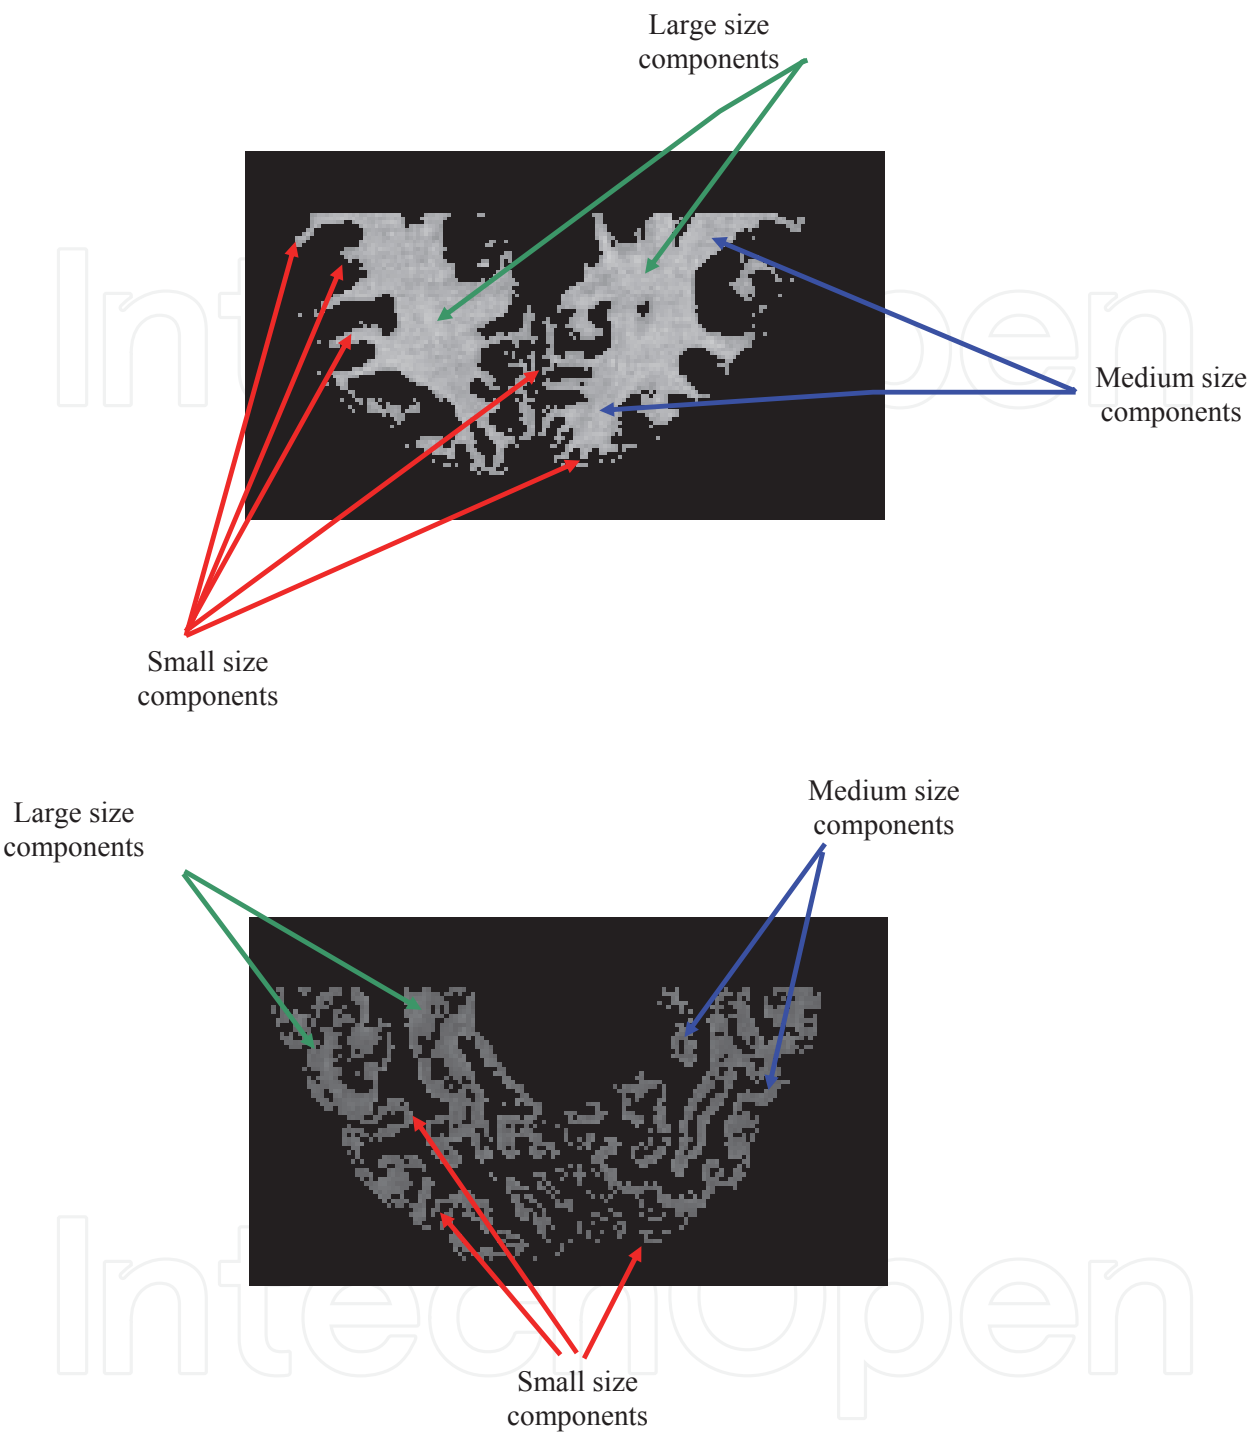 Large size
components
Medium size
components
Small size
components
Large size
components
Medium size
components
Small size
components
IntechOpen
IntechOpen